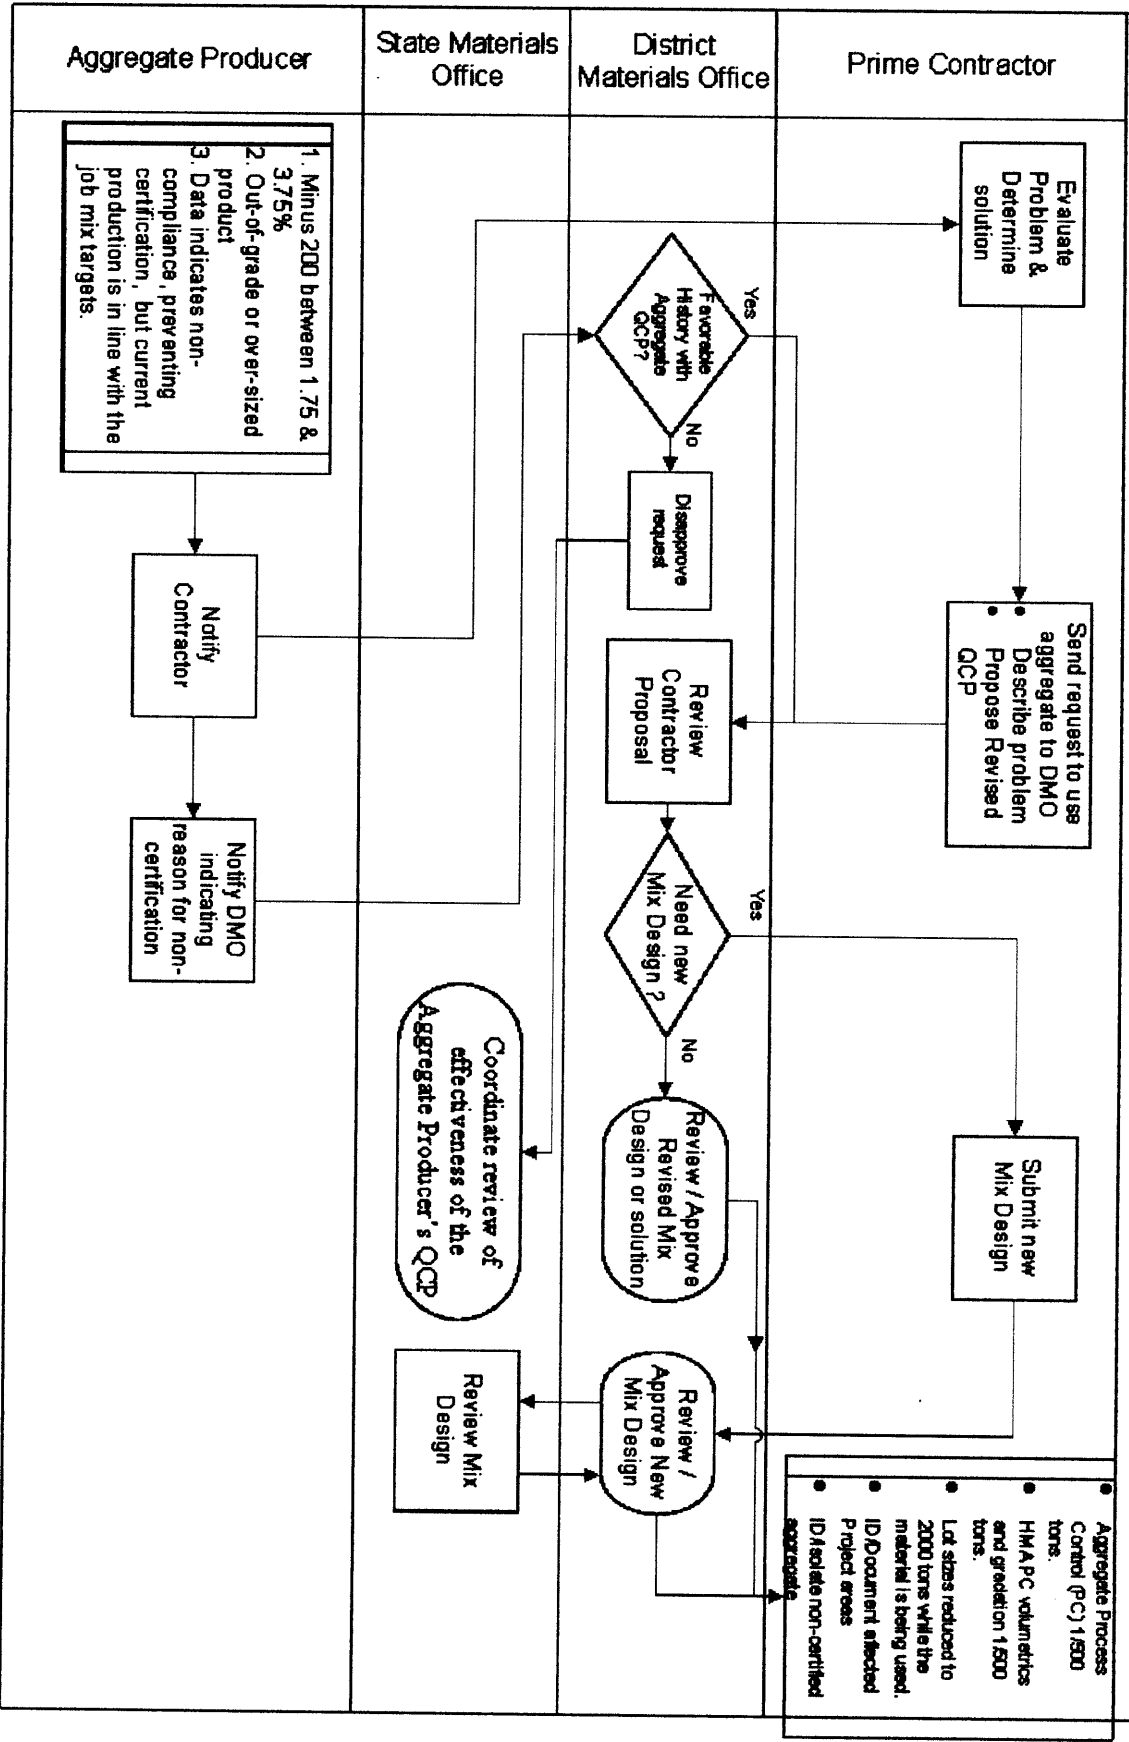 Aggregate Producer
State Materials
Office
District
Materials Office
Prime Contractor
1. Minus 200 between 1.75 &
3.75%
2. Out-of-grade or over-sized
product
3. Data indicates non-
compliance, preventing
certification, but current
production is in line with the
job mix targets.
Notify
Contractor
Notify DMO
indicating
reason for non-
certification
Evaluate
Problem &
Determine
solution
Send request to use
aggregate to DMO
• Describe problem
• Propose Revised
QCP
Favorable
History with
Aggregate
QCP?
Yes
No
Disapprove
request
Review
Contractor
Proposal
Need new
Mix Design ?
Yes
No
Review / Approve
Revised Mix
Design or solution
Coordinate review of
effectiveness of the
Aggregate Producer's QCP
Submit new
Mix Design
Review /
Approve New
Mix Design
Review Mix
Design
• Aggregate Process
Control (PC) 1/500
tons.
• HMA PC volumetrics
and gradation 1/500
tons.
• Lot sizes reduced to
2000 tons while the
material is being used.
• ID/Document affected
Project areas
• ID/Isolate non-certified
aggregate